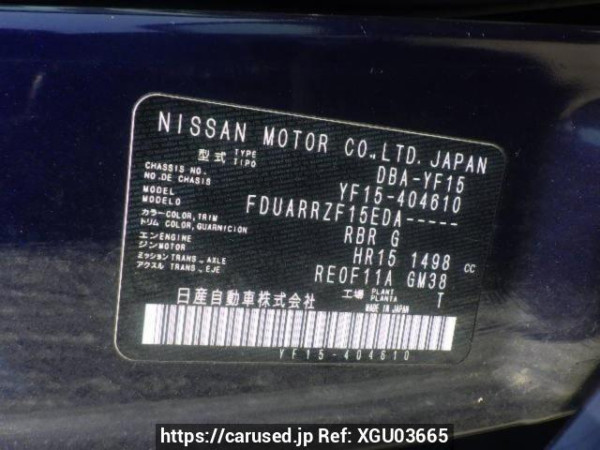 NISSAN MOTOR CO.,LTD. JAPAN
型式 TYPE TIPO DBA-YF15
CHASSIS NO. NO. DE CHASIS YF15-404610
MODEL MODELO FDUARRZF15EDA-----
カラー COLOR, TRIM トリム COLOR, GUARNICION RBR G
エンジン ENGINE MOTOR HR15 1498 cc
ミッション TRANS., AXLE アクスル TRANS., EJE RE0F11A GM38
日産自動車株式会社 工場 PLANT PLANTA T
MADE IN JAPAN
YF15-404610
https://carused.jp Ref: XGU03665